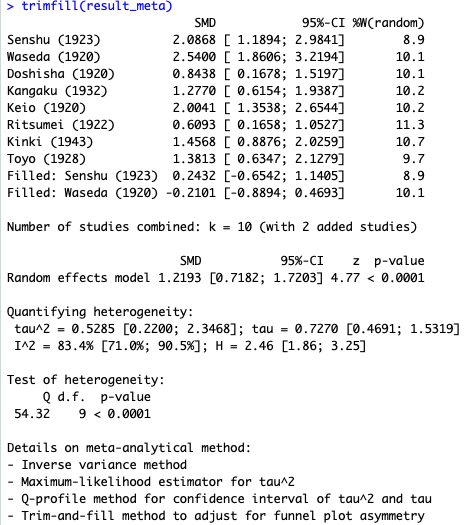 > trimfill(result_meta)
SMD 95%-CI %W(random)
Senshu (1923) 2.0868 [ 1.1894; 2.9841] 8.9
Waseda (1920) 2.5400 [ 1.8606; 3.2194] 10.1
Doshisha (1920) 0.8438 [ 0.1678; 1.5197] 10.1
Kangaku (1932) 1.2770 [ 0.6154; 1.9387] 10.2
Keio (1920) 2.0041 [ 1.3538; 2.6544] 10.2
Ritsumei (1922) 0.6093 [ 0.1658; 1.0527] 11.3
Kinki (1943) 1.4568 [ 0.8876; 2.0259] 10.7
Toyo (1928) 1.3813 [ 0.6347; 2.1279] 9.7
Filled: Senshu (1923) 0.2432 [-0.6542; 1.1405] 8.9
Filled: Waseda (1920) -0.2101 [-0.8894; 0.4693] 10.1
Number of studies combined: k = 10 (with 2 added studies)
SMD 95%-CI z p-value
Random effects model 1.2193 [0.7182; 1.7203] 4.77 < 0.0001
Quantifying heterogeneity:
tau^2 = 0.5285 [0.2200; 2.3468]; tau = 0.7270 [0.4691; 1.5319]
I^2 = 83.4% [71.0%; 90.5%]; H = 2.46 [1.86; 3.25]
Test of heterogeneity:
Q d.f. p-value
54.32 9 < 0.0001
Details on meta-analytical method:
- Inverse variance method
- Maximum-likelihood estimator for tau^2
- Q-profile method for confidence interval of tau^2 and tau
- Trim-and-fill method to adjust for funnel plot asymmetry